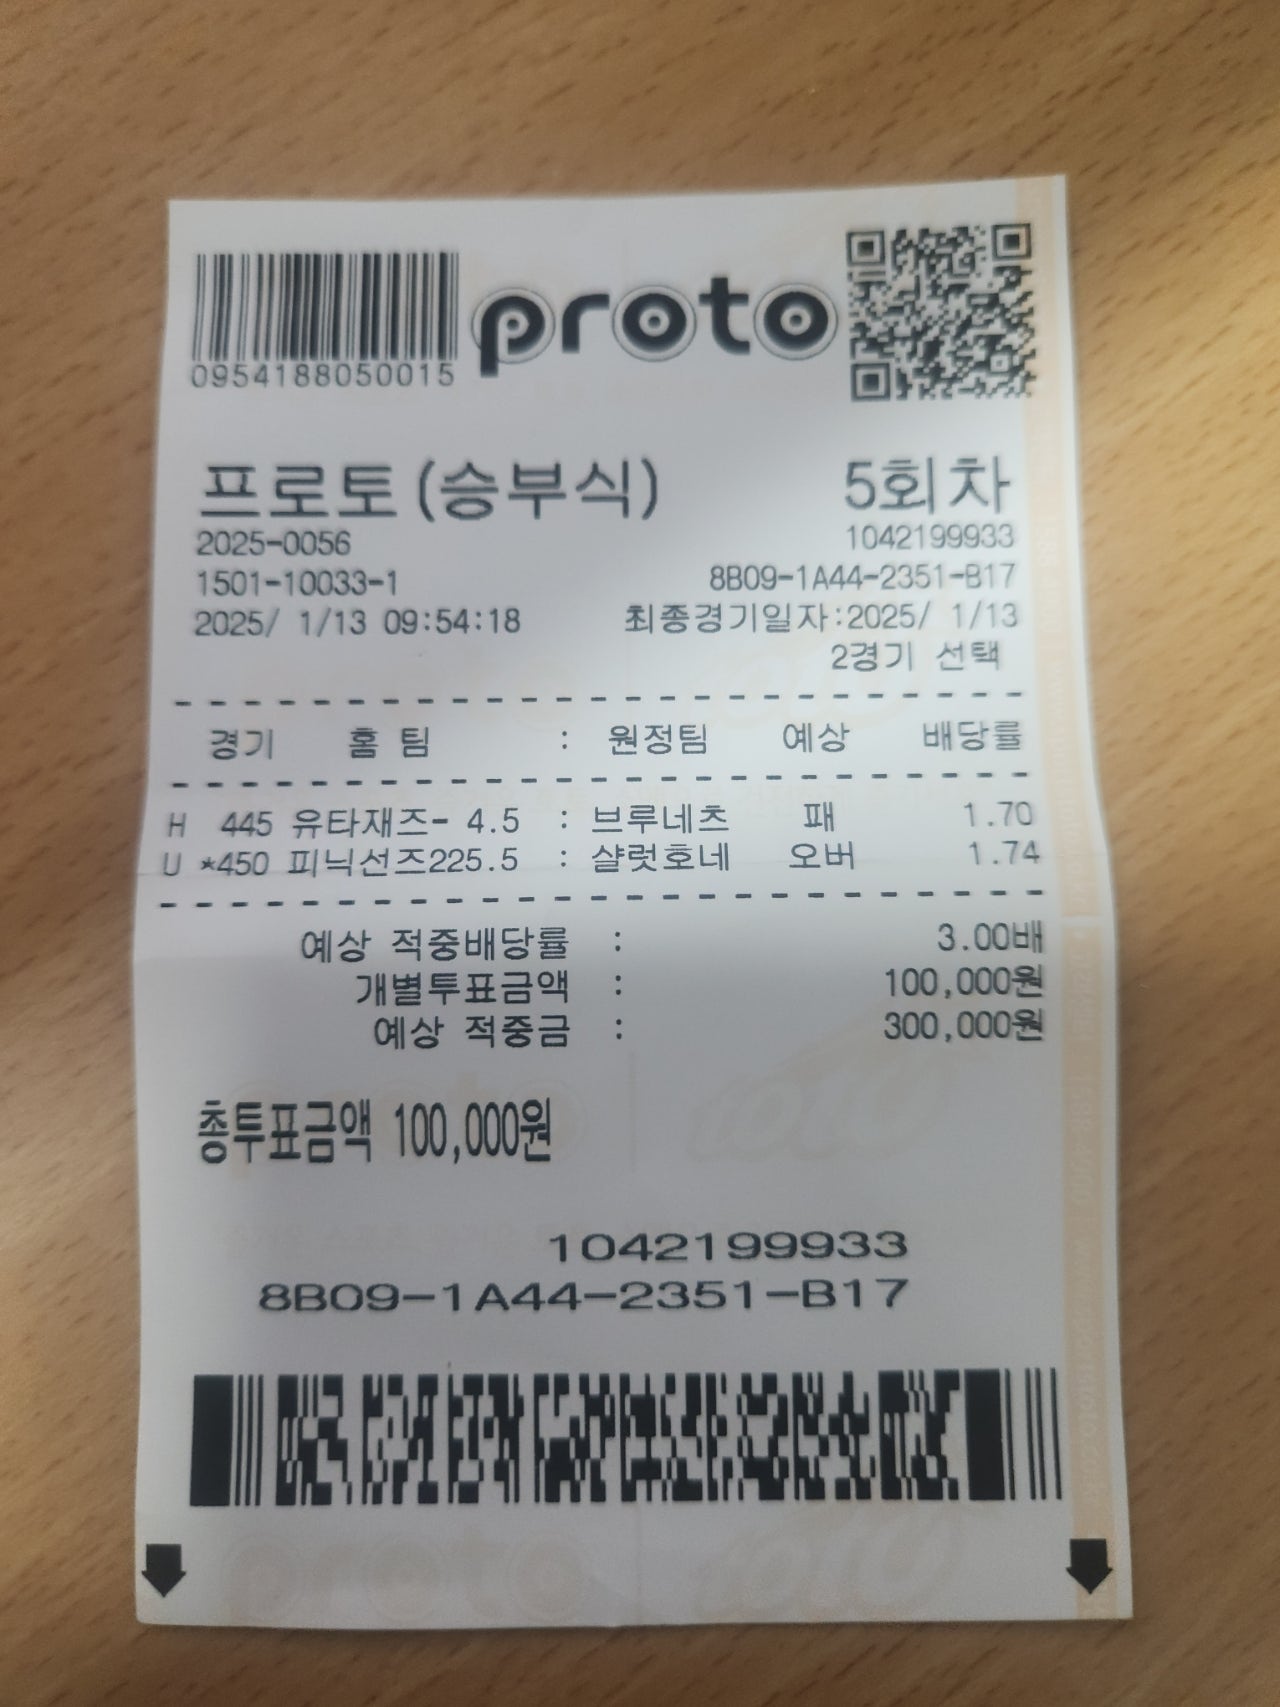 proto
0954188050015
프로토(승부식) 5회차
2025-0056 1042199933
1501-10033-1 8B09-1A44-2351-B17
2025/ 1/13 09:54:18 최종경기일자:2025/ 1/13
2경기 선택
경기 홈 팀 : 원정팀 예상 배당률
H 445 유타재즈- 4.5 : 브루네츠 패 1.70
U *450 피닉선즈225.5 : 샬럿호네 오버 1.74
예상 적중배당률 : 3.00배
개별투표금액 : 100,000원
예상 적중금 : 300,000원
총투표금액 100,000원
1042199933
8B09-1A44-2351-B17